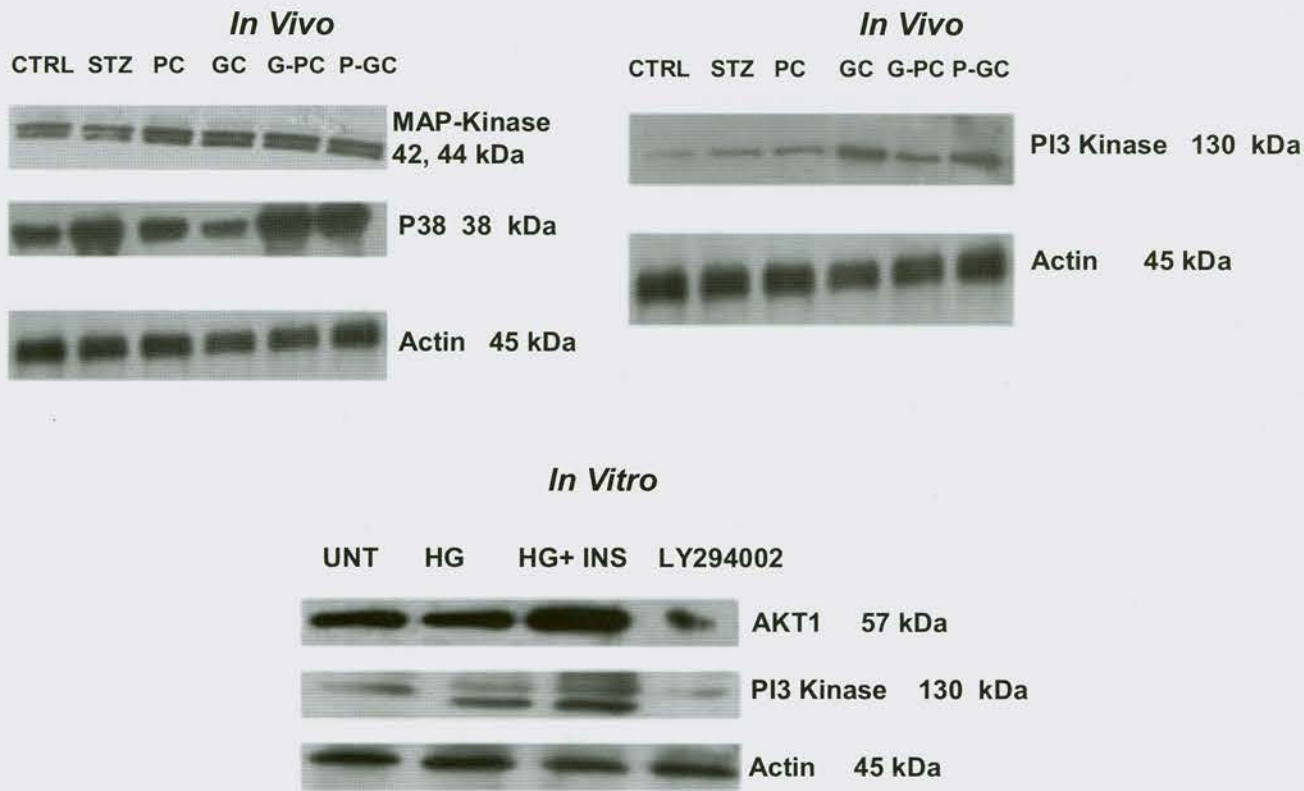 In Vivo
CTRL STZ PC GC G-PC P-GC
MAP-Kinase
42, 44 kDa
P38 38 kDa
Actin 45 kDa
In Vivo
CTRL STZ PC GC G-PC P-GC
PI3 Kinase 130 kDa
Actin 45 kDa
In Vitro
UNT HG HG+ INS LY294002
AKT1 57 kDa
PI3 Kinase 130 kDa
Actin 45 kDa